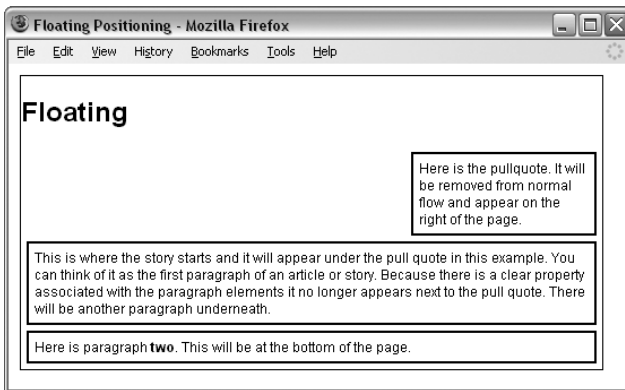 Floating Positioning - Mozilla Firefox
File Edit View History Bookmarks Tools Help
Floating
Here is the pullquote. It will
be removed from normal
flow and appear on the
right of the page.
This is where the story starts and it will appear under the pull quote in this example. You
can think of it as the first paragraph of an article or story. Because there is a clear property
associated with the paragraph elements it no longer appears next to the pull quote. There
will be another paragraph underneath.
Here is paragraph two. This will be at the bottom of the page.